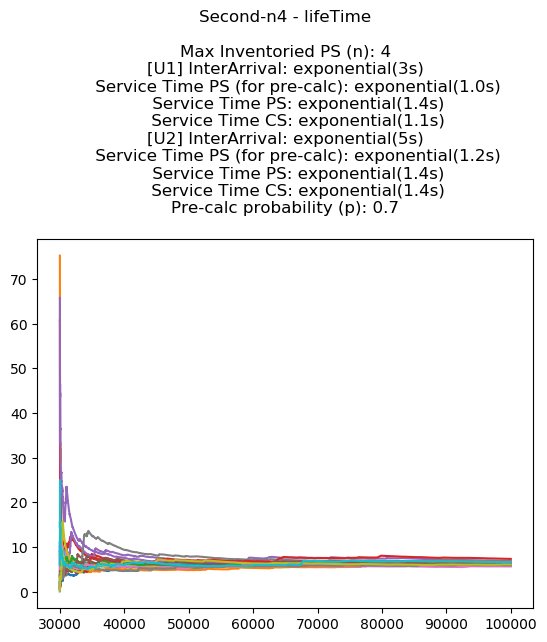 Second-n4 - lifeTime
Max Inventoried PS (n): 4
[U1] InterArrival: exponential(3s)
Service Time PS (for pre-calc): exponential(1.0s)
Service Time PS: exponential(1.4s)
Service Time CS: exponential(1.1s)
[U2] InterArrival: exponential(5s)
Service Time PS (for pre-calc): exponential(1.2s)
Service Time PS: exponential(1.4s)
Service Time CS: exponential(1.4s)
Pre-calc probability (p): 0.7
70
60
50
40
30
20
10
0
30000 40000 50000 60000 70000 80000 90000 100000